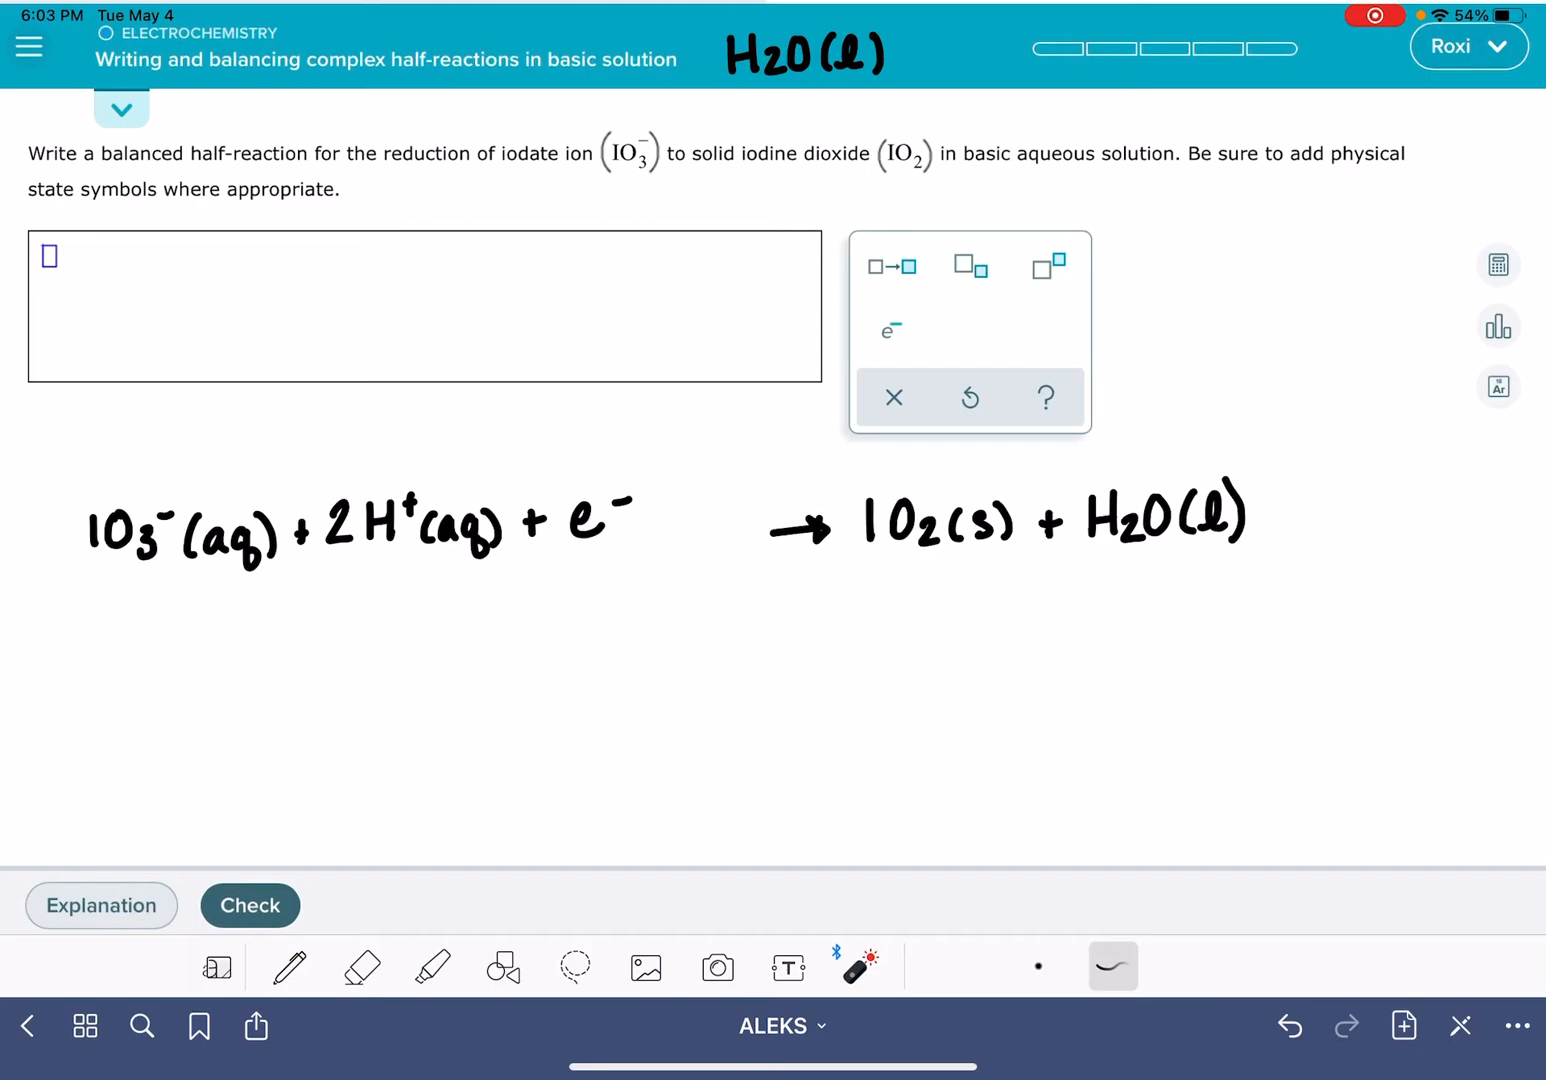 6:03 PM Tue May 4
54%
ELECTROCHEMISTRY
Writing and balancing complex half-reactions in basic solution
H₂O(l)
Roxi
Write a balanced half-reaction for the reduction of iodate ion (IO₃⁻) to solid iodine dioxide (IO₂) in basic aqueous solution. Be sure to add physical
state symbols where appropriate.
□→□ □□ □□
e⁻
× ?
Ar
IO₃⁻(aq) + 2H⁺(aq) + e⁻ → IO₂(s) + H₂O(l)
Explanation
Check
a
T
ALEKS